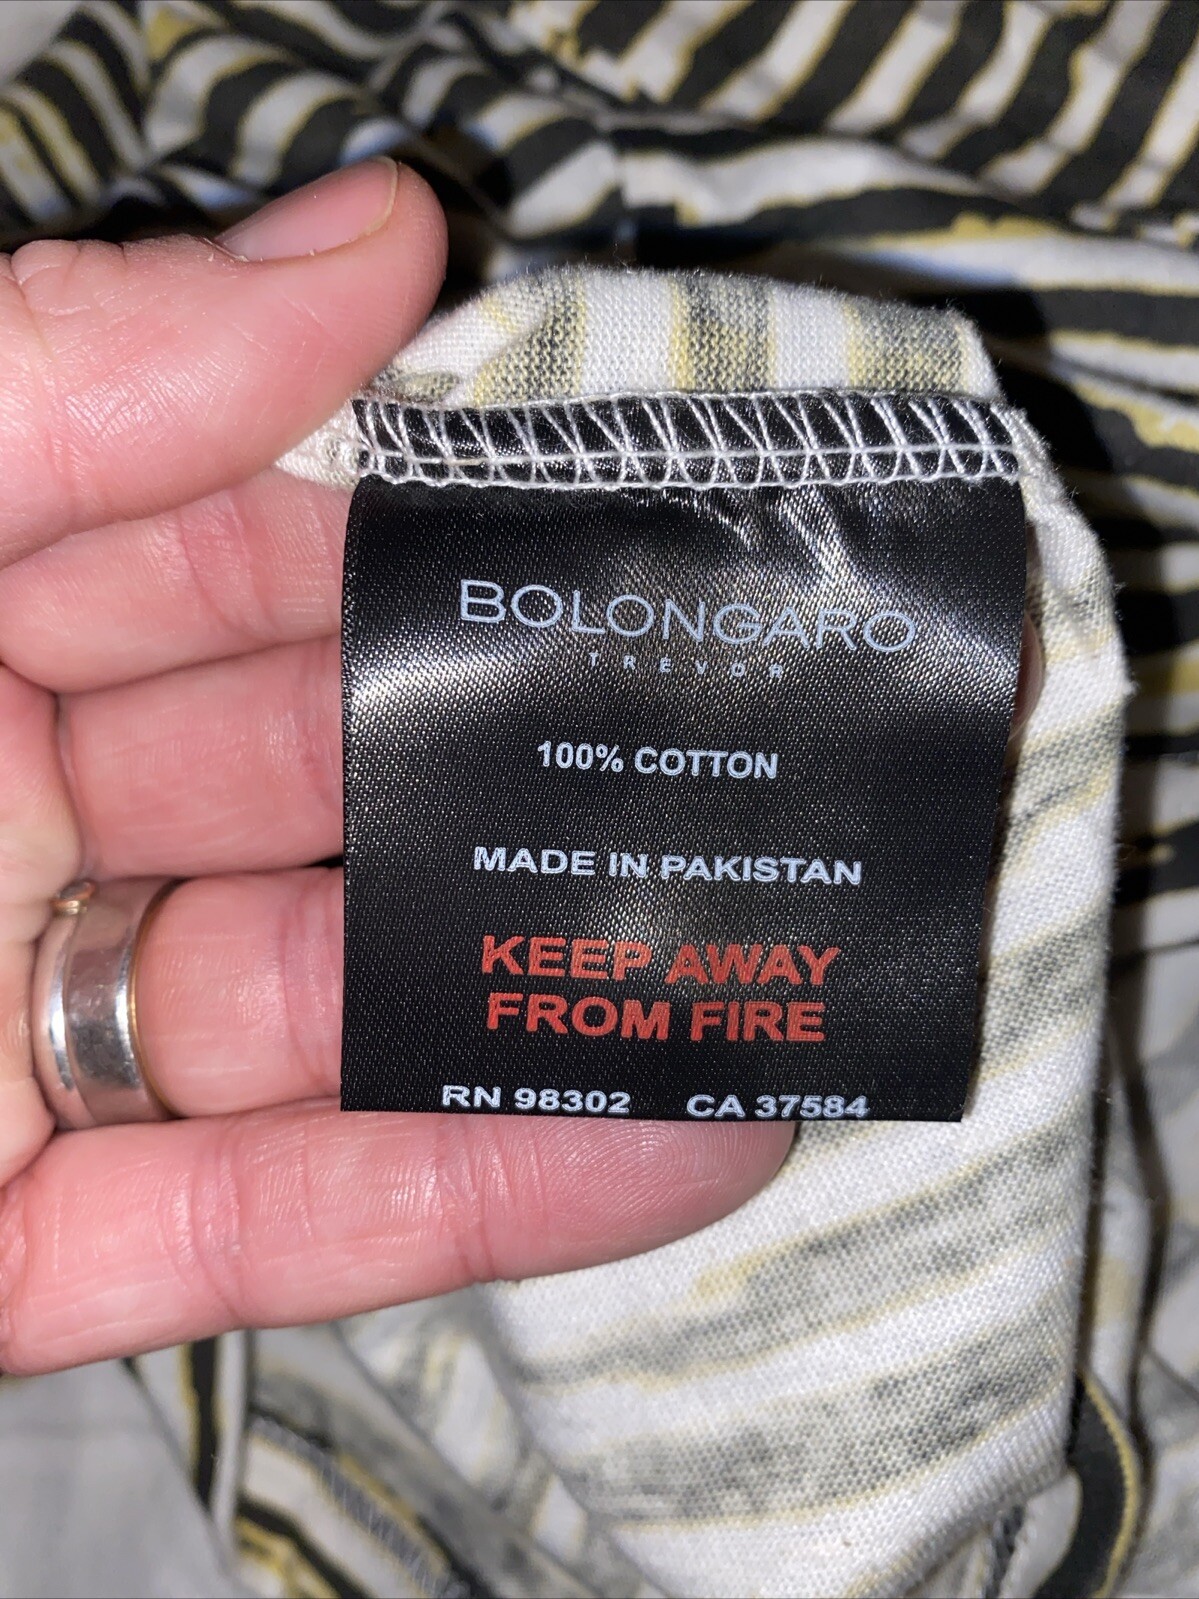 BOLONGARO
TREVOR
100% COTTON
MADE IN PAKISTAN
KEEP AWAY
FROM FIRE
RN 98302 CA 37584